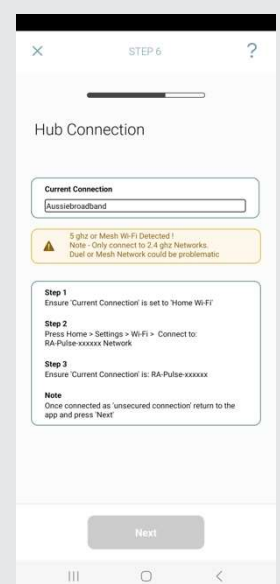 STEP 6
?
Hub Connection
Current Connection
Aussiebroadband
5 ghz or Mesh Wi-Fi Detected !
Note - Only connect to 2.4 ghz Networks.
Duel or Mesh Network could be problematic
Step 1
Ensure 'Current Connection' is set to 'Home Wi-Fi'
Step 2
Press Home > Settings > Wi-Fi > Connect to:
RA-Pulse-xxxxxx Network
Step 3
Ensure 'Current Connection' is: RA-Pulse-xxxxxx
Note
Once connected as 'unsecured connection' return to the
app and press 'Next'
Next